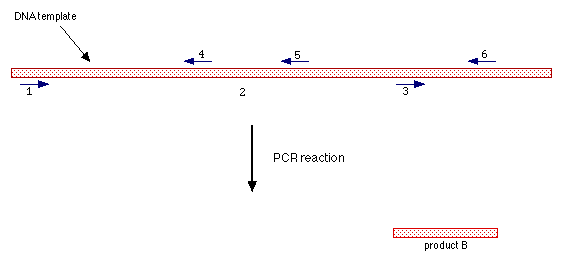 DNA template
4 5 6
1 2 3
PCR reaction
product B